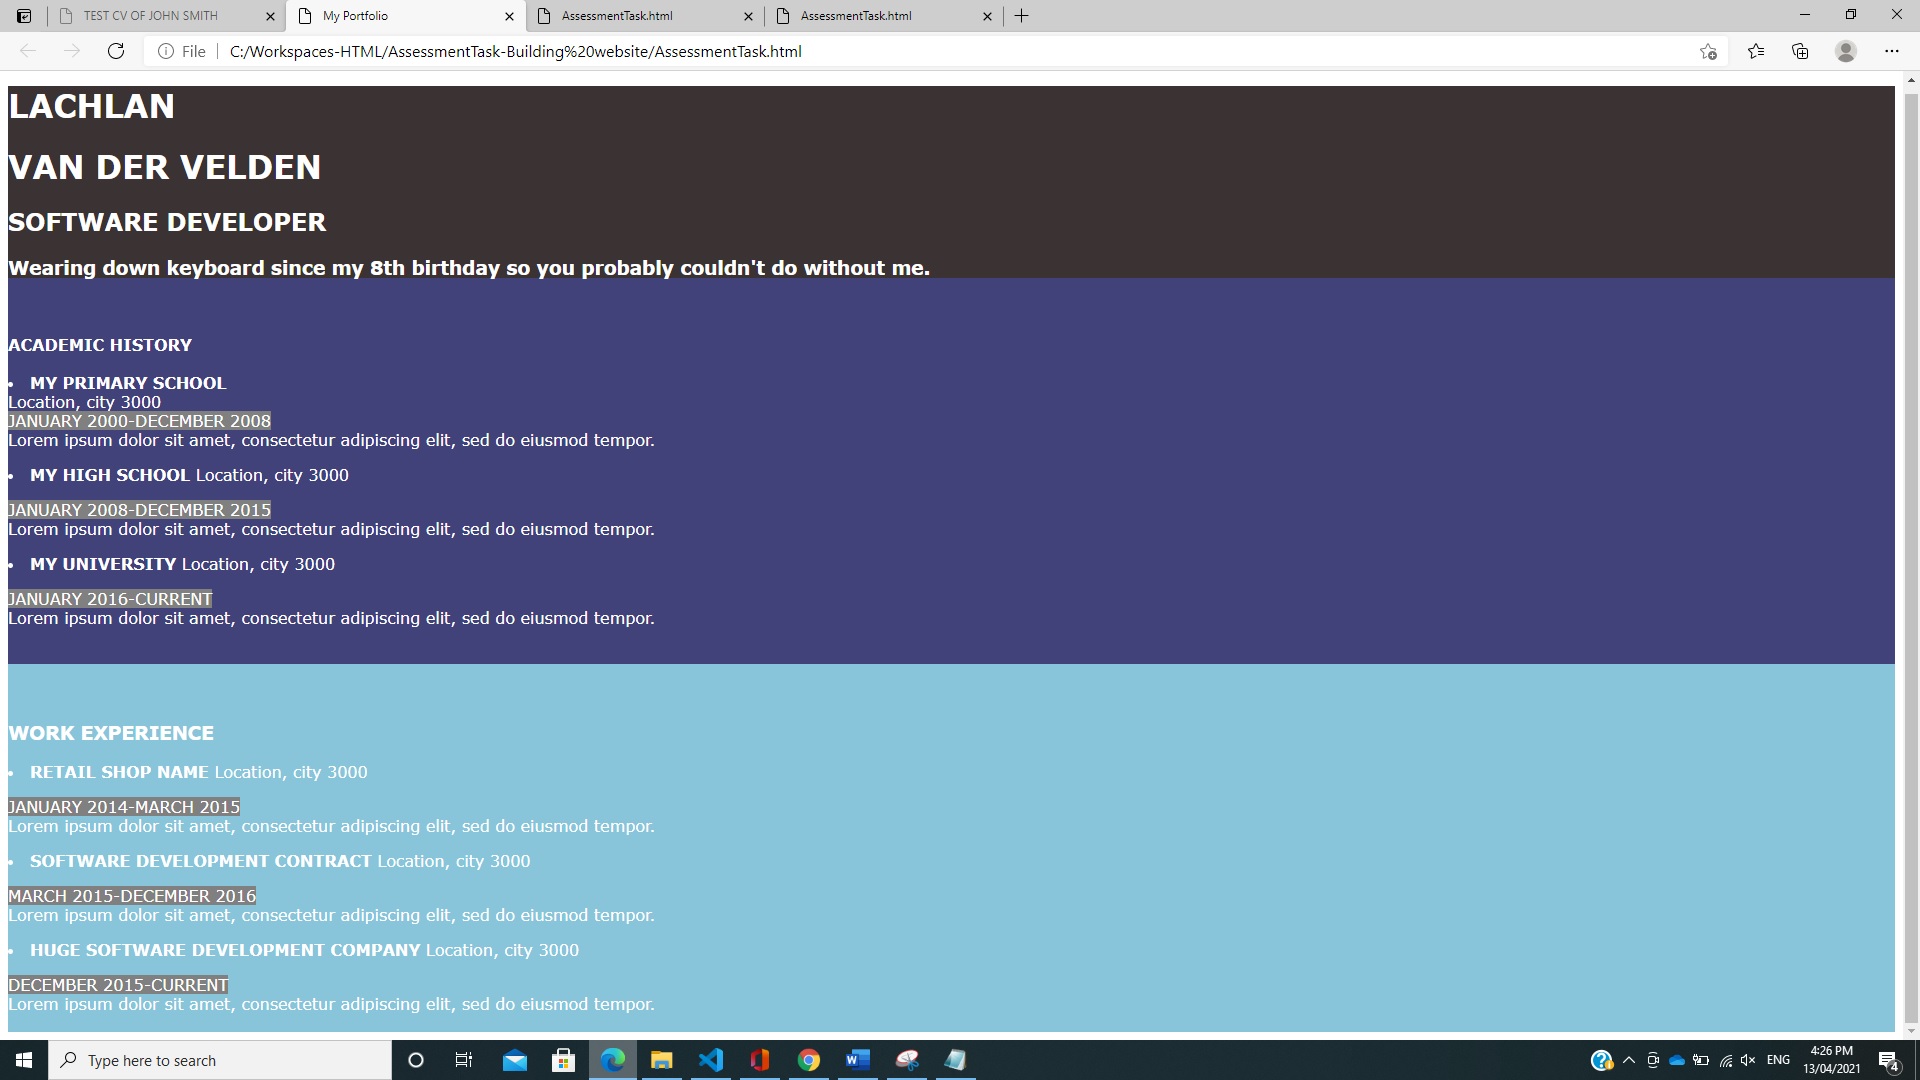 TEST CV OF JOHN SMITH
My Portfolio
AssessmentTask.html
AssessmentTask.html
File
C:/Workspaces-HTML/AssessmentTask-Building%20website/AssessmentTask.html
LACHLAN
VAN DER VELDEN
SOFTWARE DEVELOPER
Wearing down keyboard since my 8th birthday so you probably couldn't do without me.
ACADEMIC HISTORY
• MY PRIMARY SCHOOL
Location, city 3000
JANUARY 2000-DECEMBER 2008
Lorem ipsum dolor sit amet, consectetur adipiscing elit, sed do eiusmod tempor.
• MY HIGH SCHOOL Location, city 3000
JANUARY 2008-DECEMBER 2015
Lorem ipsum dolor sit amet, consectetur adipiscing elit, sed do eiusmod tempor.
• MY UNIVERSITY Location, city 3000
JANUARY 2016-CURRENT
Lorem ipsum dolor sit amet, consectetur adipiscing elit, sed do eiusmod tempor.
WORK EXPERIENCE
• RETAIL SHOP NAME Location, city 3000
JANUARY 2014-MARCH 2015
Lorem ipsum dolor sit amet, consectetur adipiscing elit, sed do eiusmod tempor.
• SOFTWARE DEVELOPMENT CONTRACT Location, city 3000
MARCH 2015-DECEMBER 2016
Lorem ipsum dolor sit amet, consectetur adipiscing elit, sed do eiusmod tempor.
• HUGE SOFTWARE DEVELOPMENT COMPANY Location, city 3000
DECEMBER 2015-CURRENT
Lorem ipsum dolor sit amet, consectetur adipiscing elit, sed do eiusmod tempor.
Type here to search
ENG
4:26 PM
13/04/2021
4